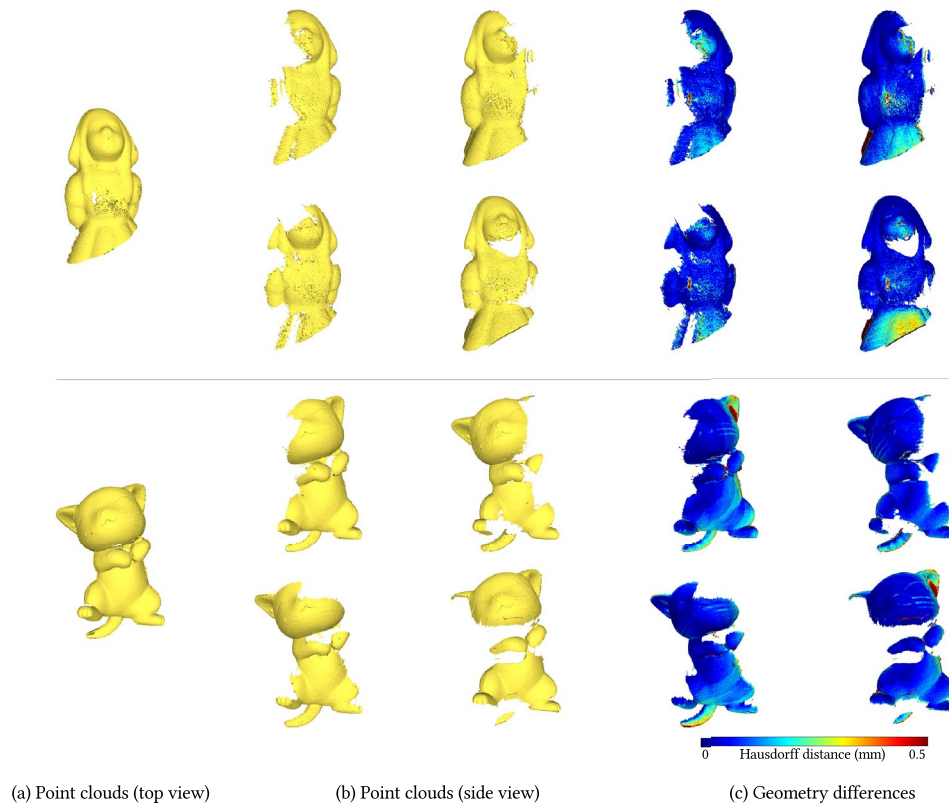 0 Hausdorff distance (mm) 0.5
(a) Point clouds (top view) (b) Point clouds (side view) (c) Geometry differences